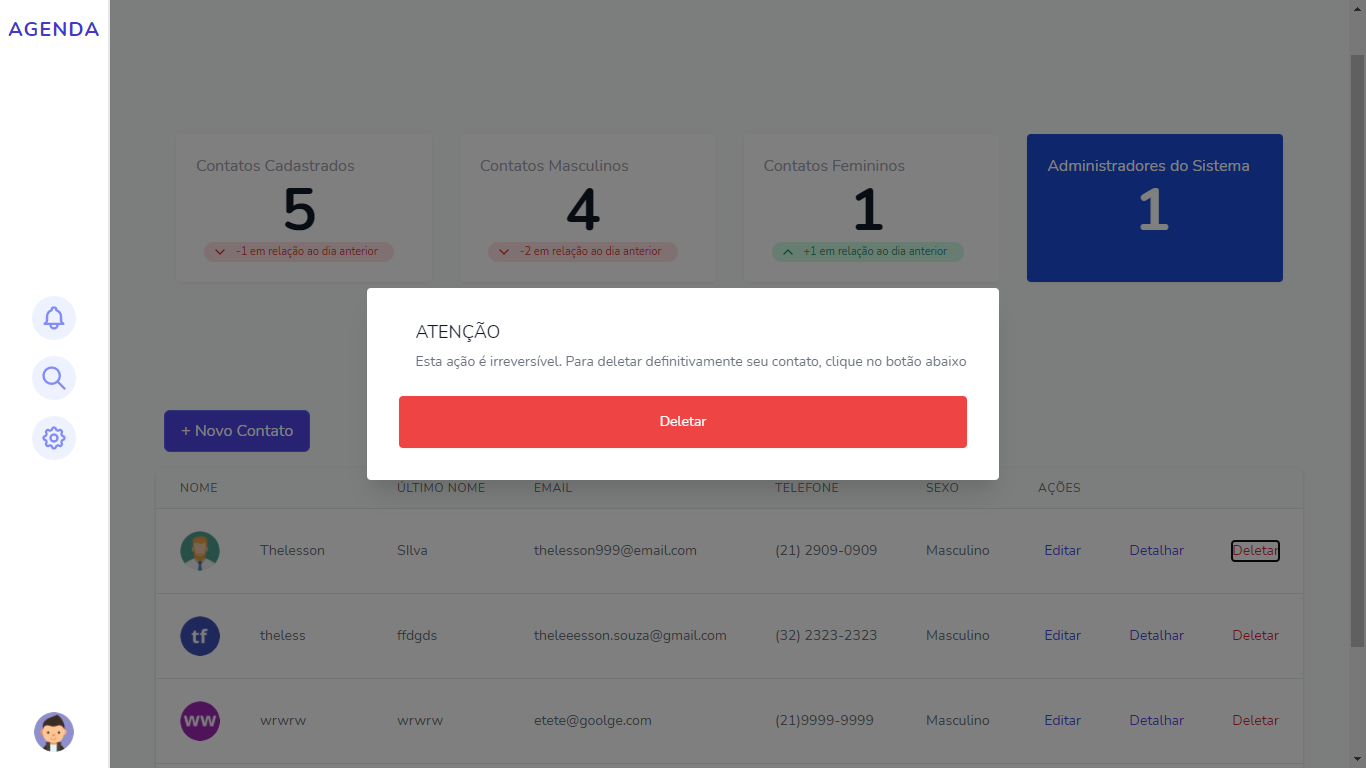 AGENDA
Contatos Cadastrados
5
-1 em relação ao dia anterior
Contatos Masculinos
4
-2 em relação ao dia anterior
Contatos Femininos
1
+1 em relação ao dia anterior
Administradores do Sistema
1
ATENÇÃO
Esta ação é irreversível. Para deletar definitivamente seu contato, clique no botão abaixo
Deletar
+ Novo Contato
NOME ÚLTIMO NOME EMAIL TELEFONE SEXO AÇÕES
Thelesson SIlva thelesson999@email.com (21) 2909-0909 Masculino Editar Detalhar Deletar
tf theless ffdgds theleeesson.souza@gmail.com (32) 2323-2323 Masculino Editar Detalhar Deletar
ww wrwrw wrwrw etete@goolge.com (21)9999-9999 Masculino Editar Detalhar Deletar